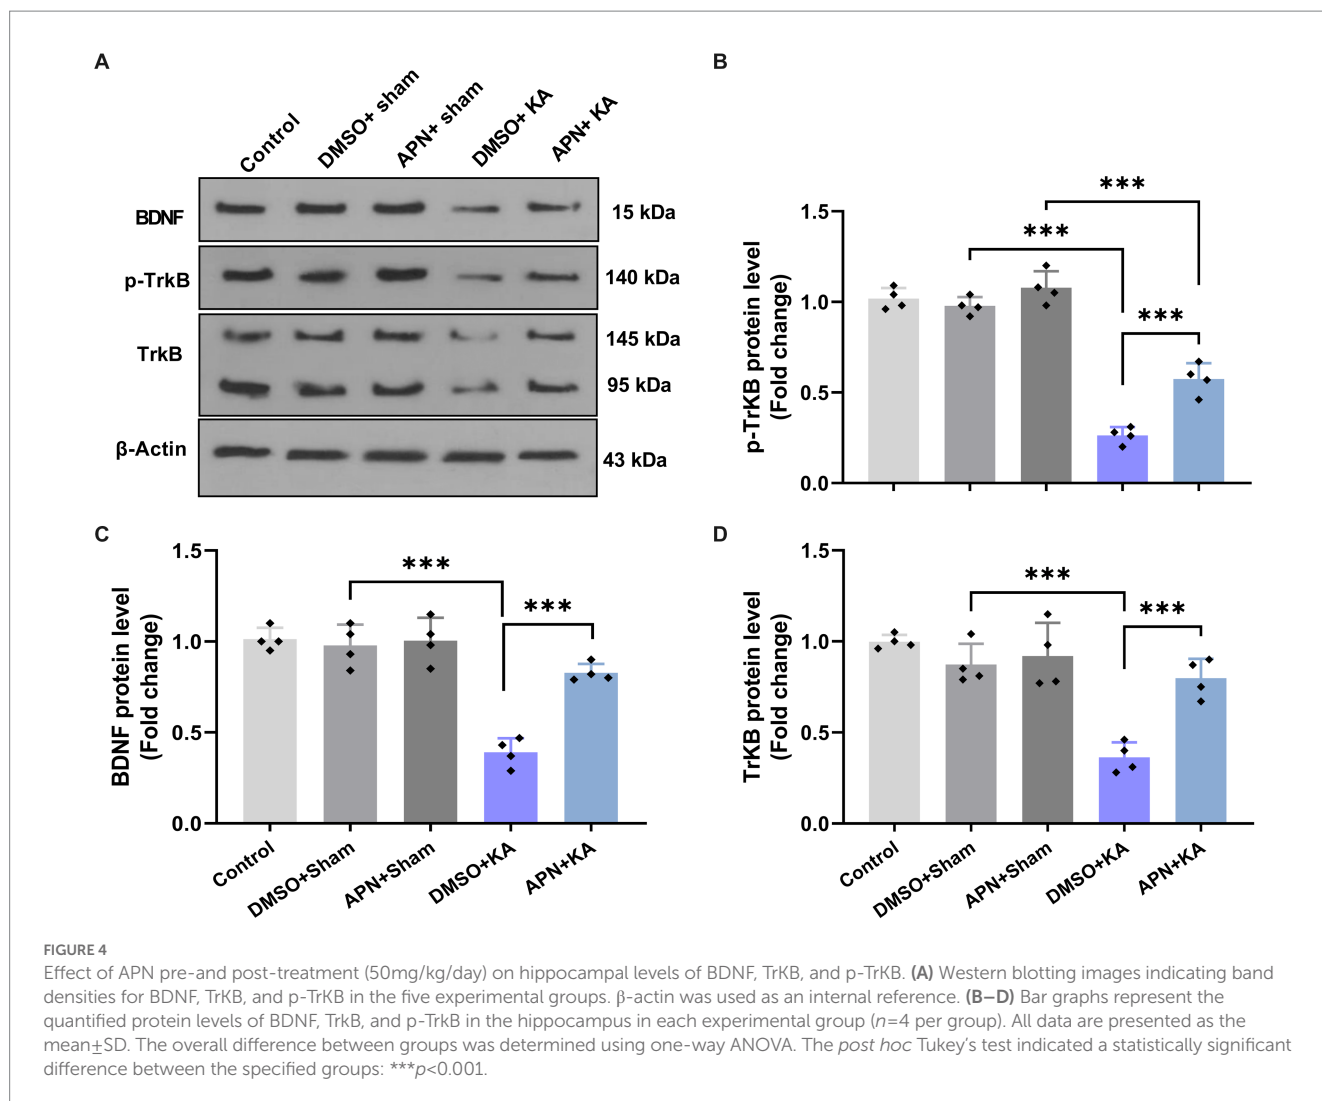 A
Control
DMSO+ sham
APN+ sham
DMSO+ KA
APN+ KA
BDNF
15 kDa
p-TrkB
140 kDa
TrkB
145 kDa
95 kDa
β-Actin
43 kDa
B
p-TrKB protein level
(Fold change)
1.5
1.0
0.5
0.0
***
***
***
C
BDNF protein level
(Fold change)
1.5
1.0
0.5
0.0
***
***
Control
DMSO+Sham
APN+Sham
DMSO+KA
APN+KA
D
TrKB protein level
(Fold change)
1.5
1.0
0.5
0.0
***
***
Control
DMSO+Sham
APN+Sham
DMSO+KA
APN+KA
FIGURE 4
Effect of APN pre-and post-treatment (50mg/kg/day) on hippocampal levels of BDNF, TrKB, and p-TrKB. (A) Western blotting images indicating band
densities for BDNF, TrKB, and p-TrKB in the five experimental groups. β-actin was used as an internal reference. (B–D) Bar graphs represent the
quantified protein levels of BDNF, TrkB, and p-TrkB in the hippocampus in each experimental group (n=4 per group). All data are presented as the
mean±SD. The overall difference between groups was determined using one-way ANOVA. The post hoc Tukey's test indicated a statistically significant
difference between the specified groups: ***p<0.001.